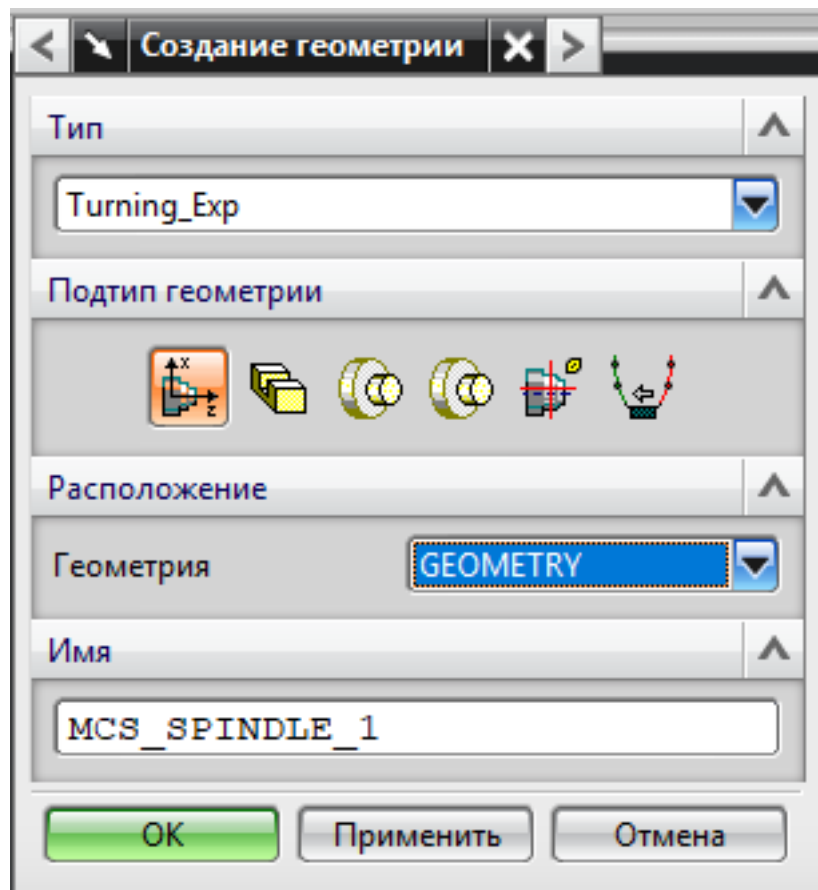 Создание геометрии
Тип
Turning_Exp
Подтип геометрии
x
z
Расположение
Геометрия GEOMETRY
Имя
MCS_SPINDLE_1
OK Применить Отмена